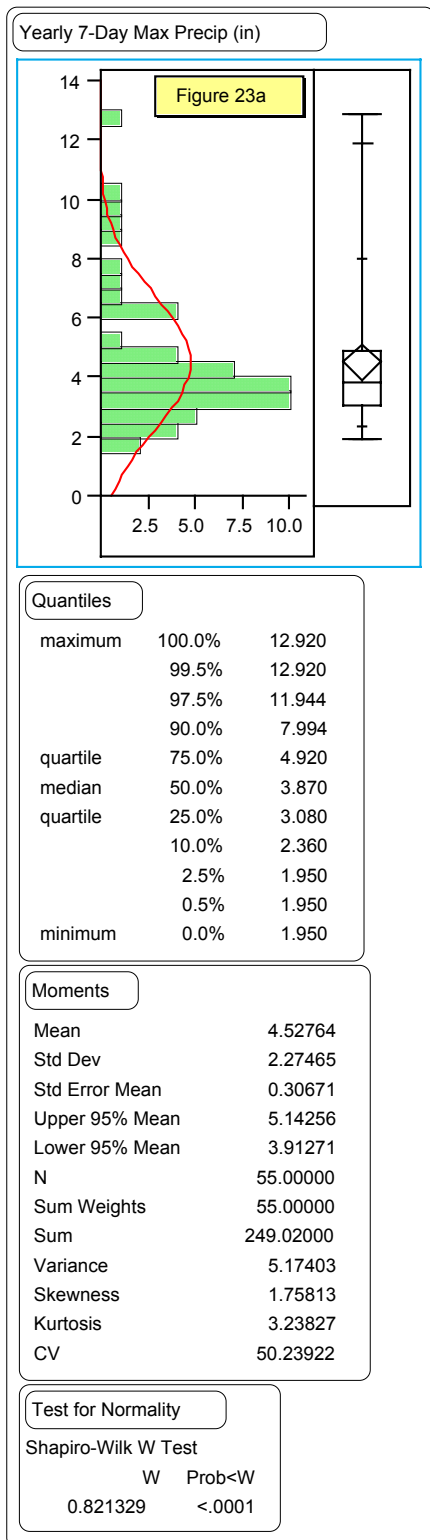 Yearly 7-Day Max Precip (in)
Figure 23a
14
12
10
8
6
4
2
0
2.5 5.0 7.5 10.0
Quantiles
maximum 100.0% 12.920
99.5% 12.920
97.5% 11.944
90.0% 7.994
quartile 75.0% 4.920
median 50.0% 3.870
quartile 25.0% 3.080
10.0% 2.360
2.5% 1.950
0.5% 1.950
minimum 0.0% 1.950
Moments
Mean 4.52764
Std Dev 2.27465
Std Error Mean 0.30671
Upper 95% Mean 5.14256
Lower 95% Mean 3.91271
N 55.00000
Sum Weights 55.00000
Sum 249.02000
Variance 5.17403
Skewness 1.75813
Kurtosis 3.23827
CV 50.23922
Test for Normality
Shapiro-Wilk W Test
W Prob<W
0.821329 <.0001